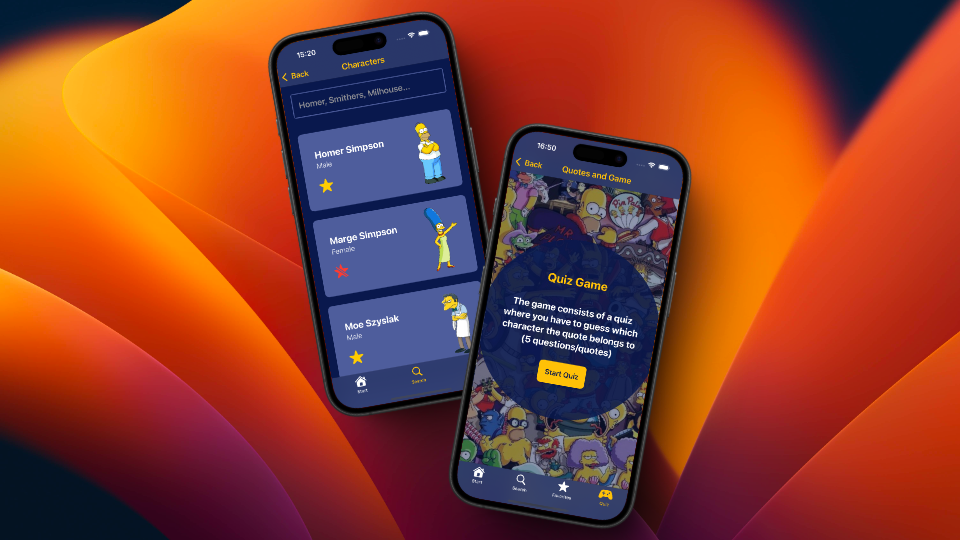 15:20
Back
Characters
Homer, Smithers, Milhouse...
Homer Simpson
Male
Marge Simpson
Female
Moe Szyslak
Male
Start
Search
16:50
Back
Quotes and Game
Quiz Game
The game consists of a quiz
where you have to guess which
character the quote belongs to
(5 questions/quotes)
Start Quiz
Start
Search
Favorites
Quiz